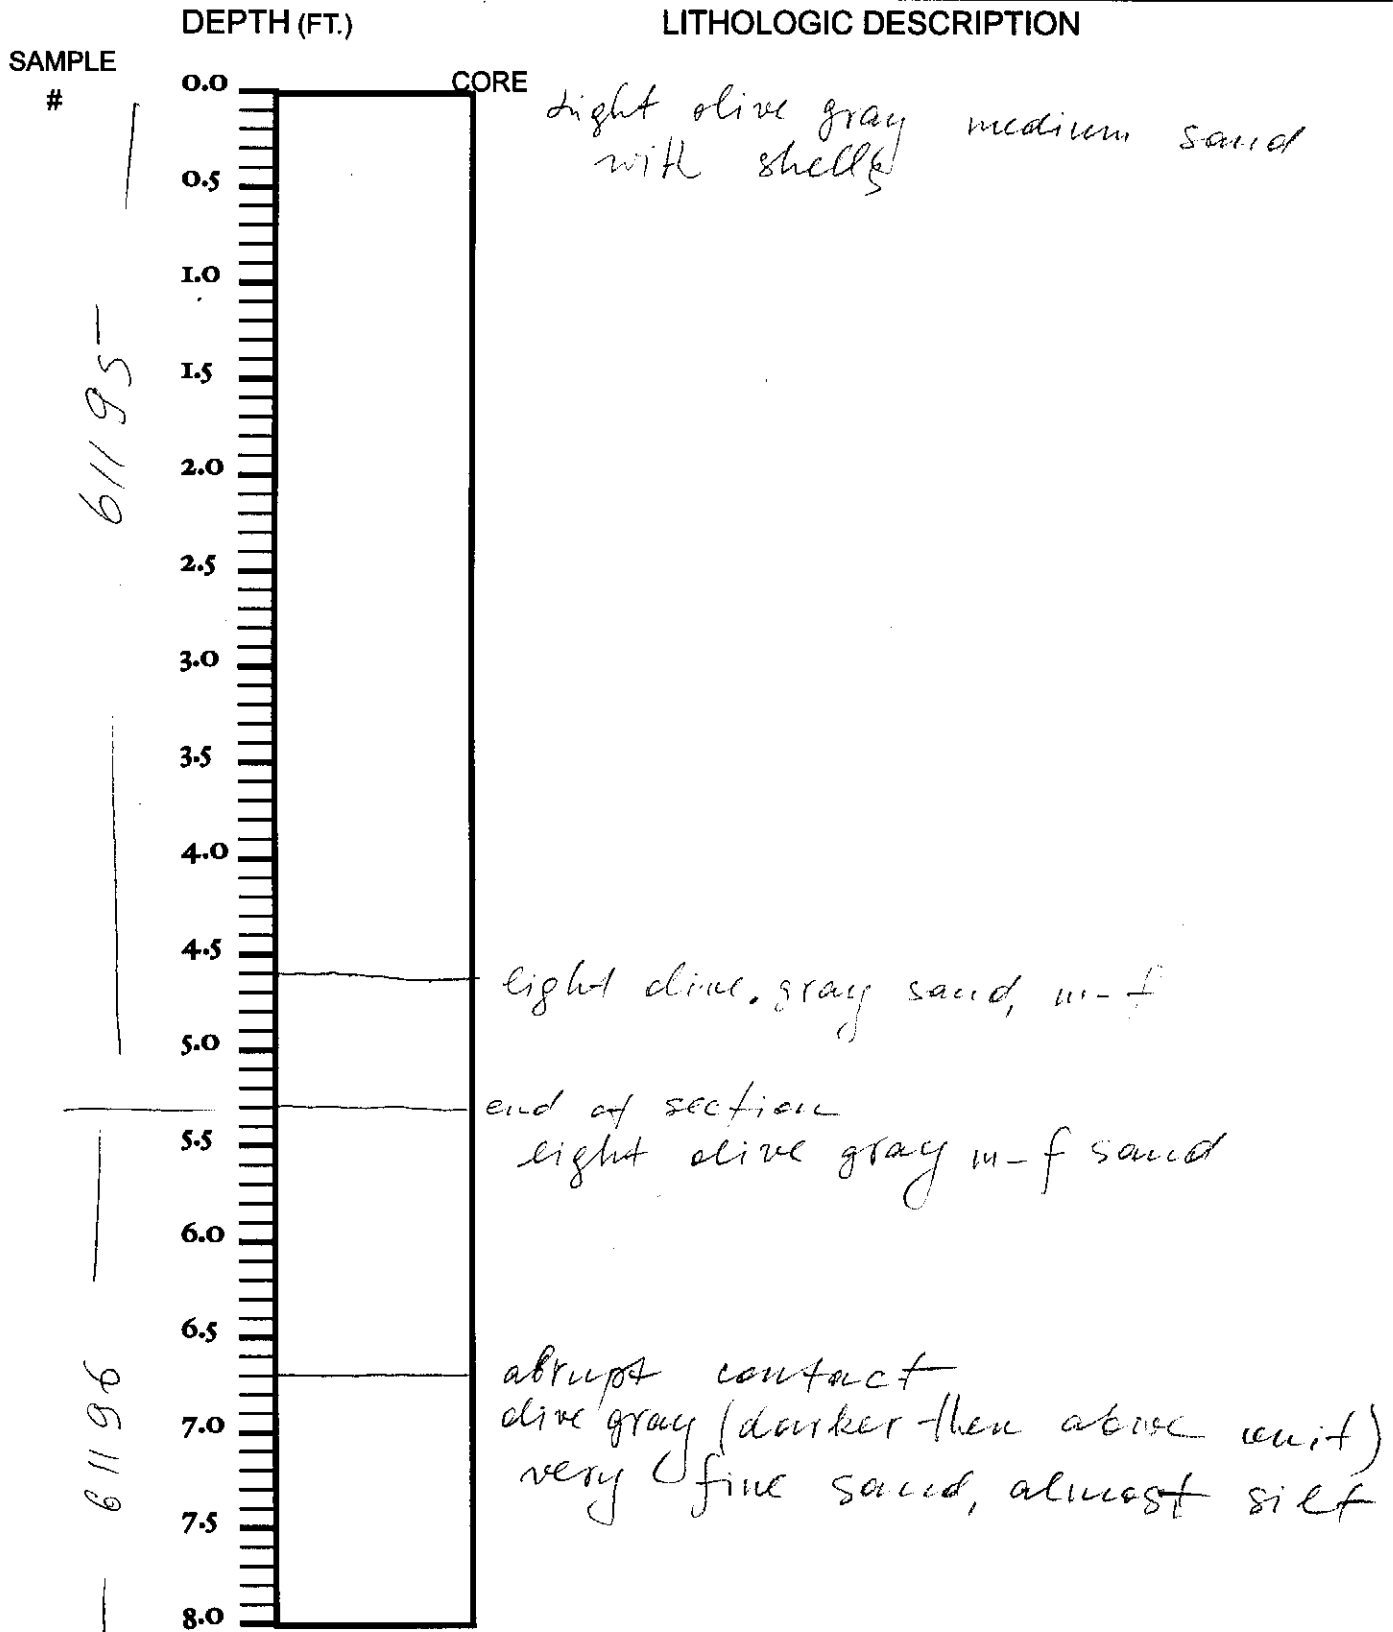 DEPTH (FT.)
LITHOLOGIC DESCRIPTION
SAMPLE
#
CORE
0.0
Light olive gray medium sand
with shells
0.5
1.0
61195
1.5
2.0
2.5
3.0
3.5
4.0
4.5
light olive gray sand, m-f
5.0
end of section
5.5
light olive gray m-f sand
6.0
6.5
abrupt contact
61196
7.0
olive gray (darker then above unit)
very fine sand, almost silt
7.5
8.0